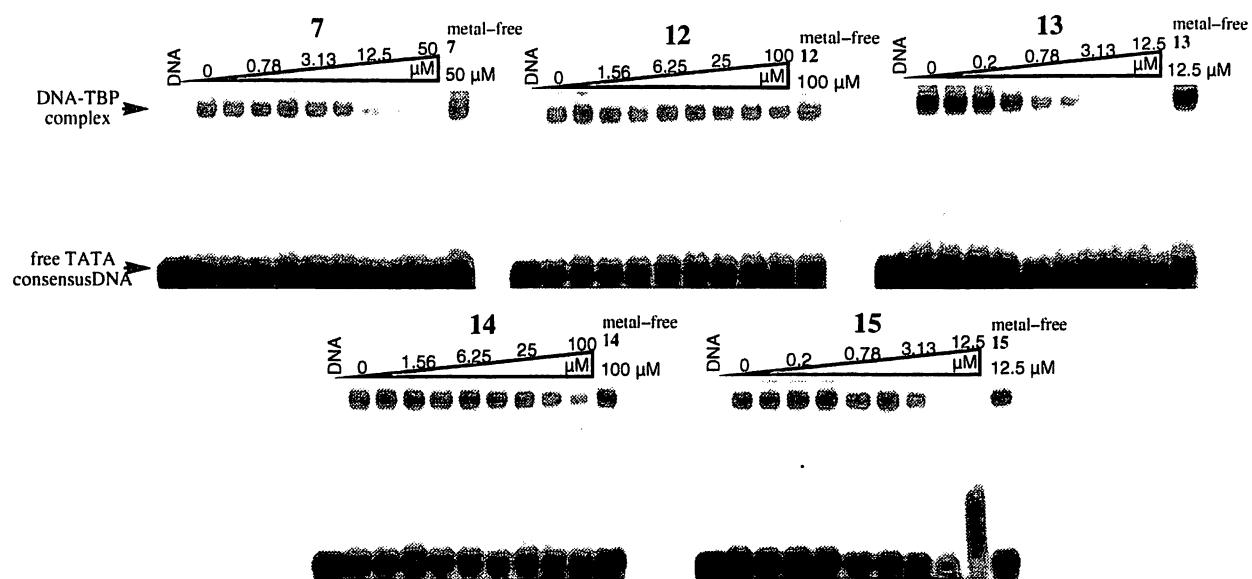 7
DNA
0
0.78
3.13
12.5
50
µM
metal-free
7
50 µM
12
DNA
0
1.56
6.25
25
100
µM
metal-free
12
100 µM
13
DNA
0
0.2
0.78
3.13
12.5
µM
metal-free
13
12.5 µM
DNA-TBP
complex
free TATA
consensusDNA
14
DNA
0
1.56
6.25
25
100
µM
metal-free
14
100 µM
15
DNA
0
0.2
0.78
3.13
12.5
µM
metal-free
15
12.5 µM